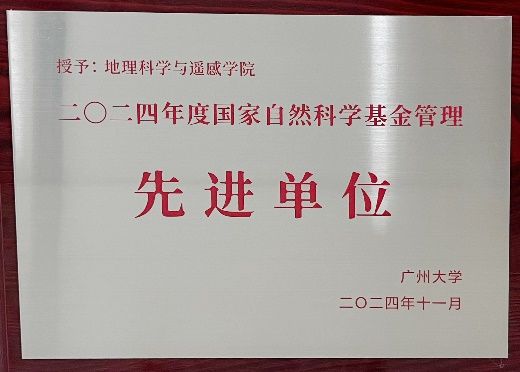 授予：地理科学与遥感学院
二〇二四年度国家自然科学基金管理
先进单位
广州大学
二〇二四年十一月